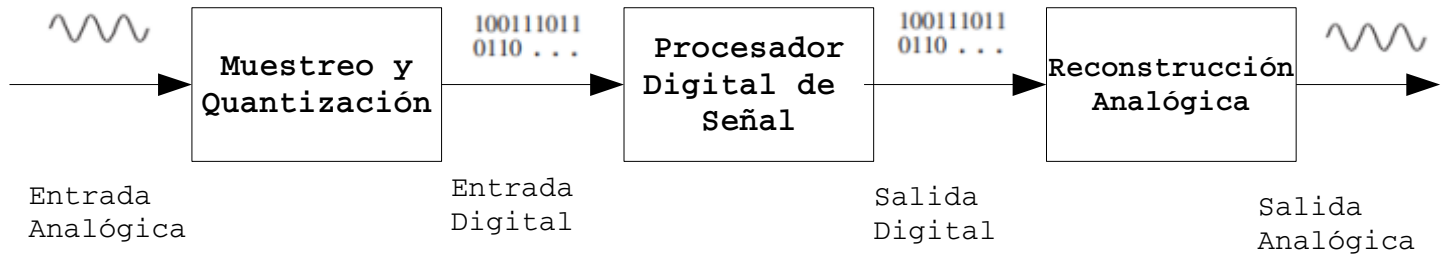 100111011
0110 . . .
100111011
0110 . . .
Muestreo y
Quantización
Procesador
Digital de
Señal
Reconstrucción
Analógica
Entrada
Analógica
Entrada
Digital
Salida
Digital
Salida
Analógica